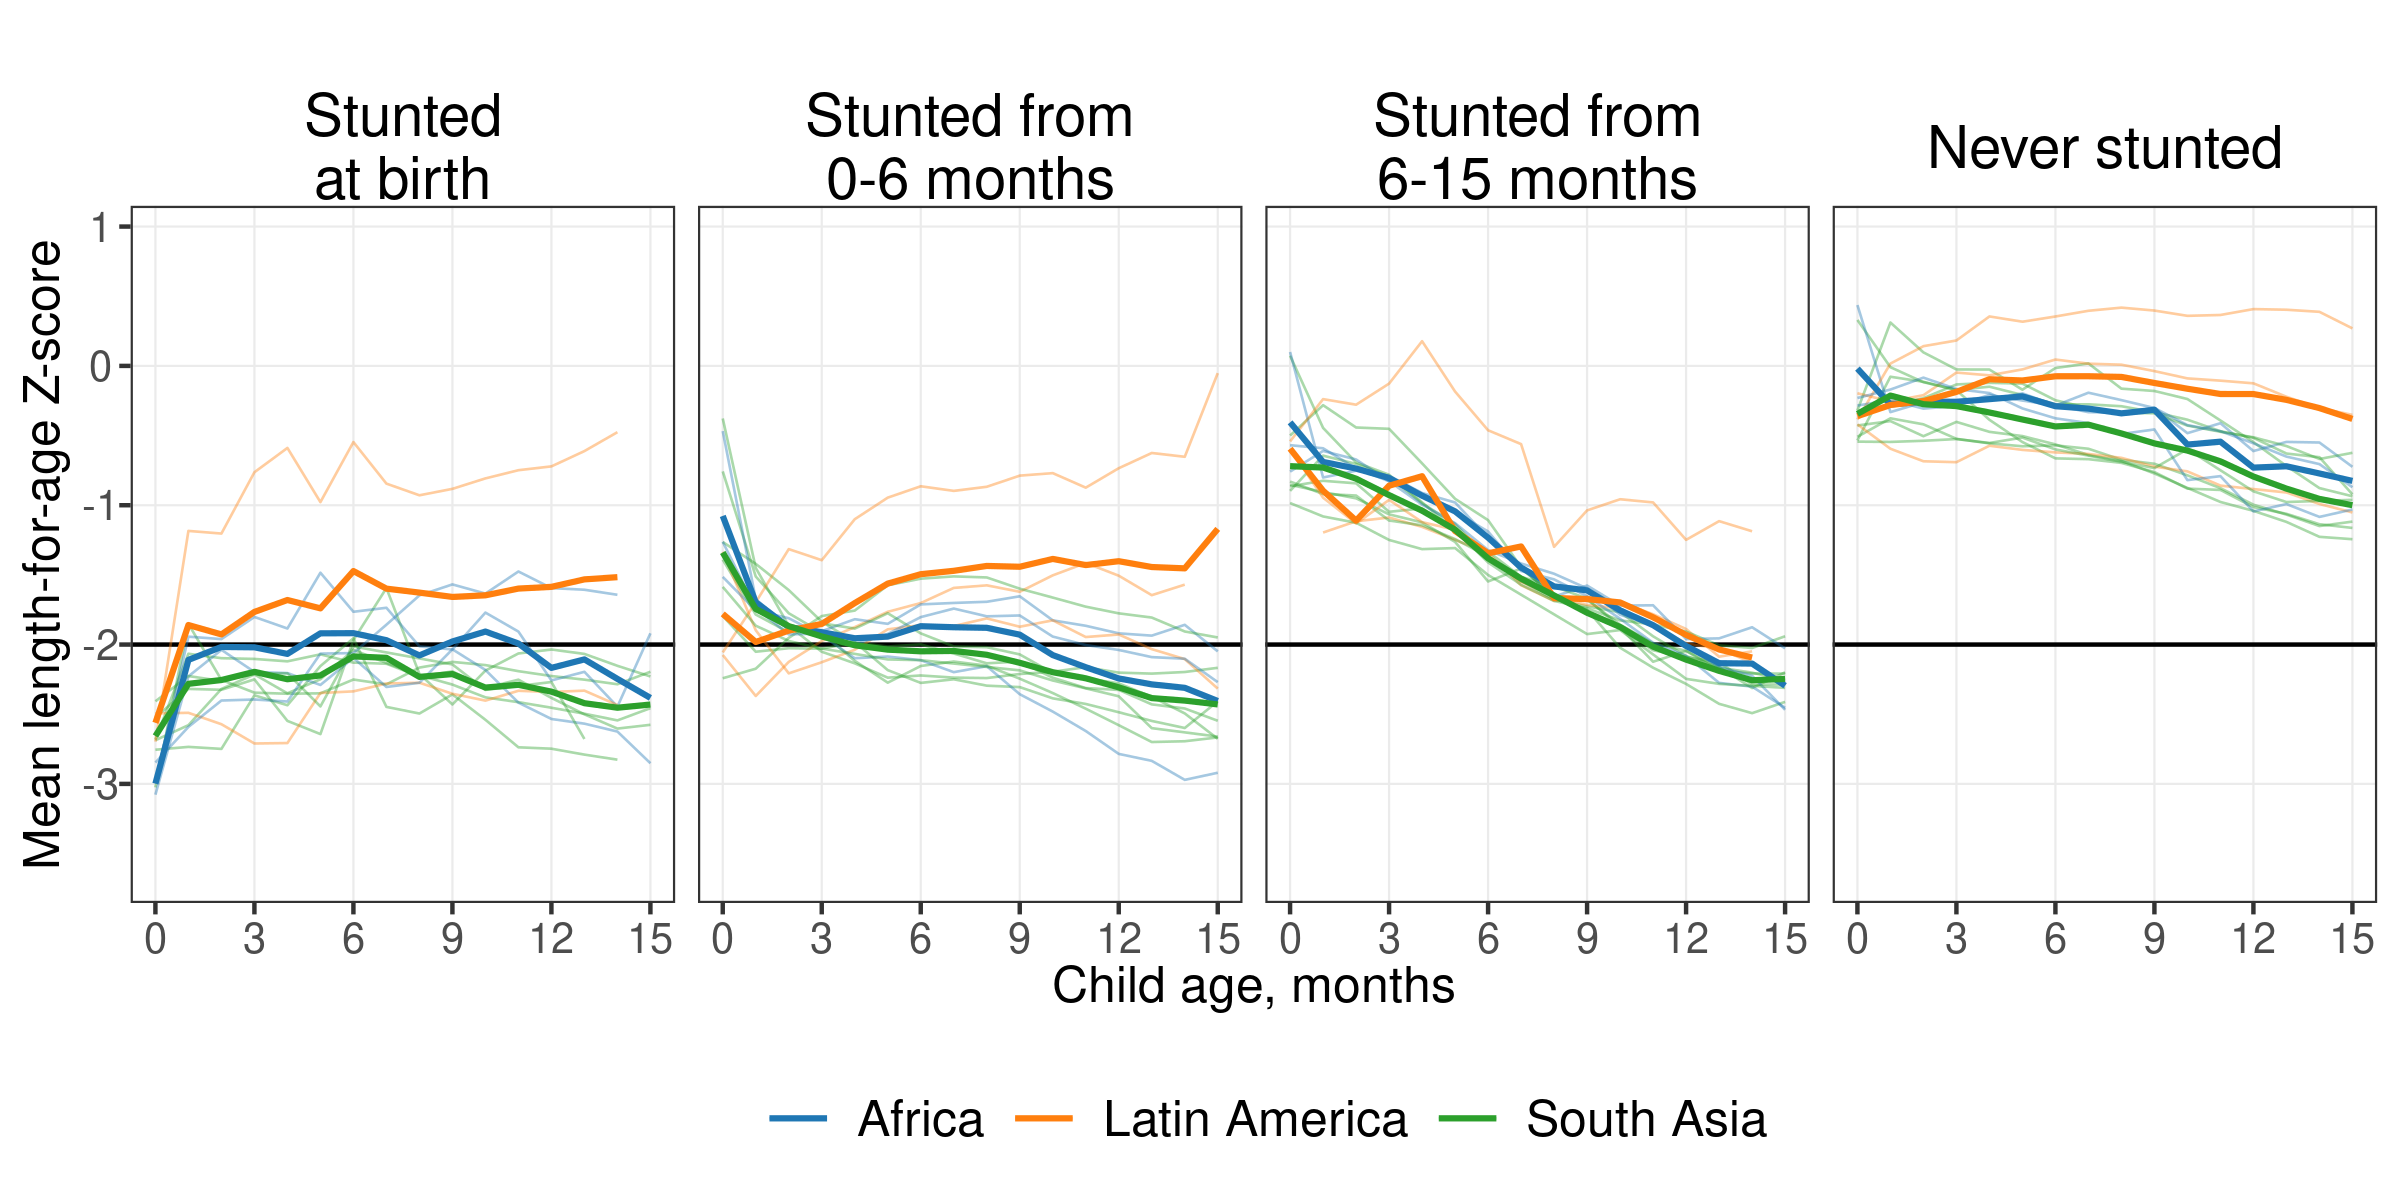 Stunted
at birth
Stunted from
0-6 months
Stunted from
6-15 months
Never stunted
Mean length-for-age Z-score
1
0
-1
-2
-3
0 3 6 9 12 15
0 3 6 9 12 15
0 3 6 9 12 15
0 3 6 9 12 15
Child age, months
Africa
Latin America
South Asia